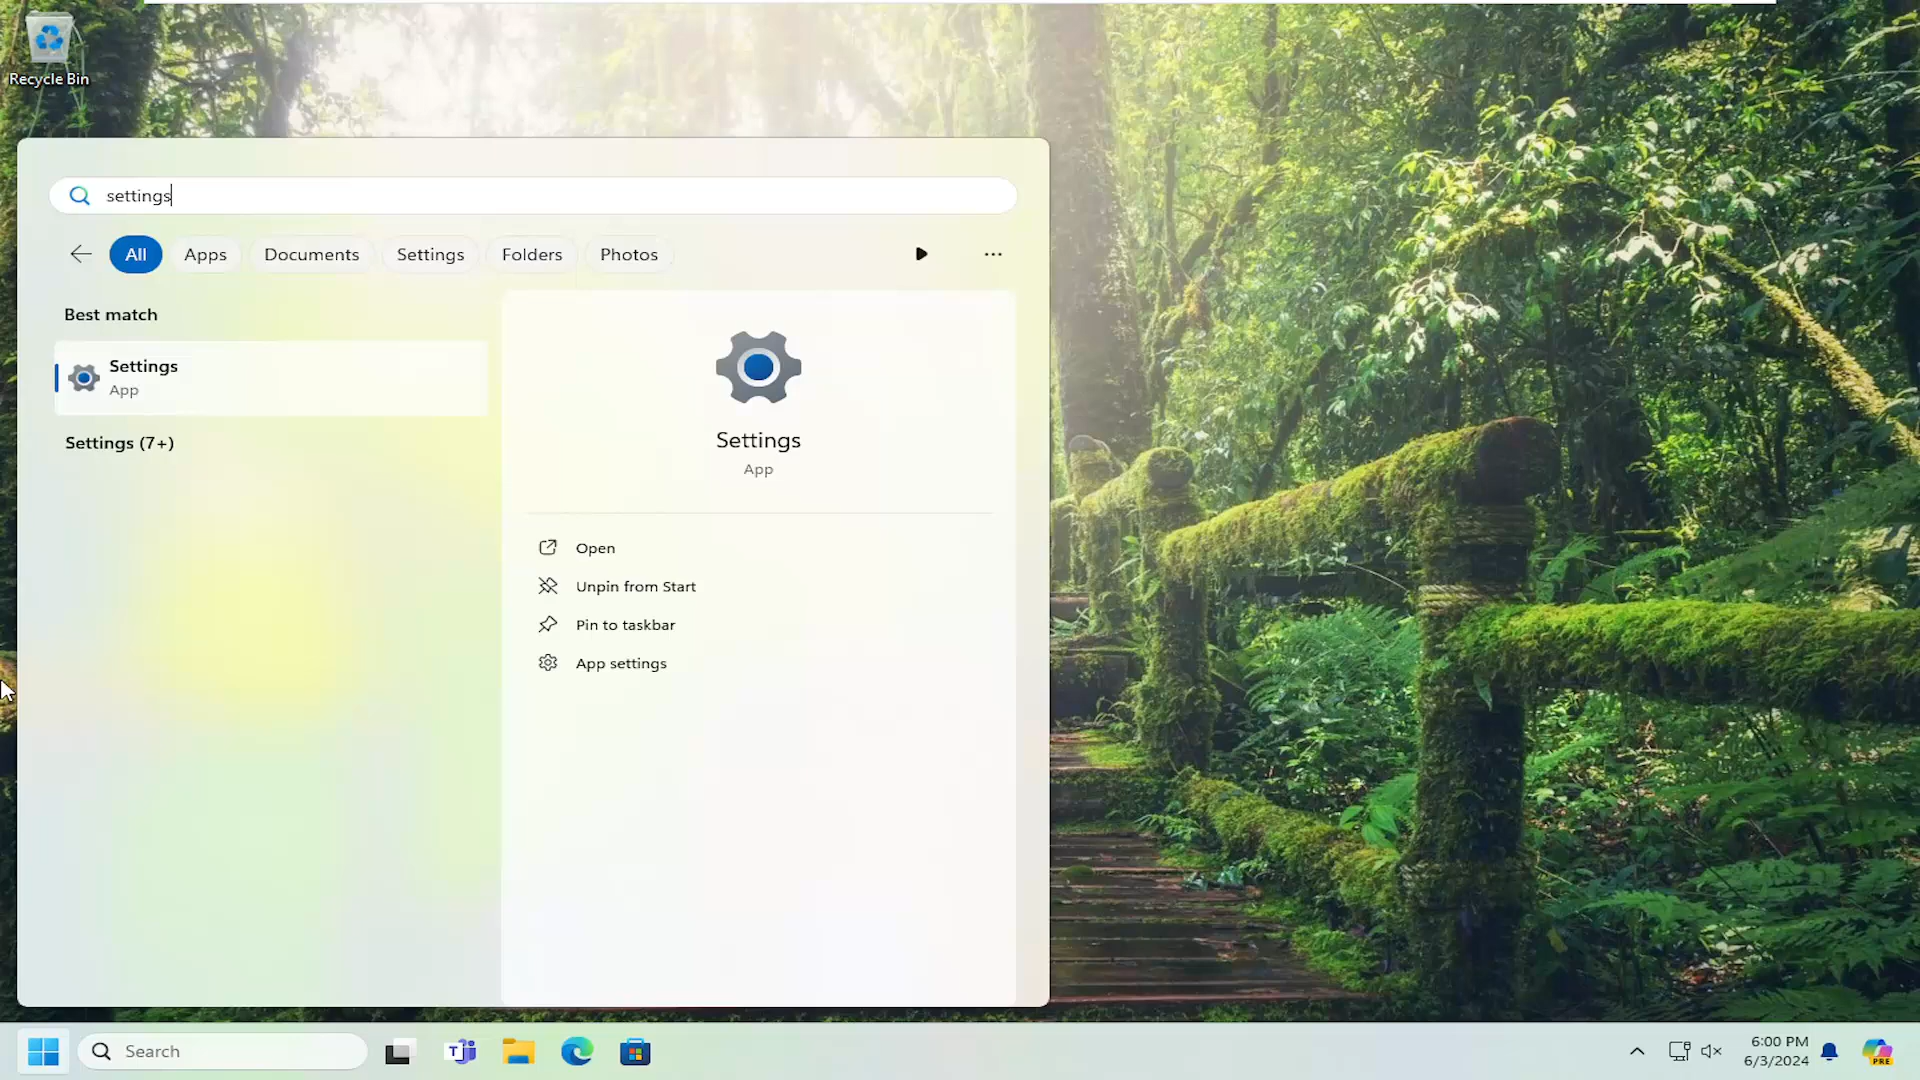 Recycle Bin
settings
All
Apps
Documents
Settings
Folders
Photos
Best match
Settings
App
Settings (7+)
Settings
App
Open
Unpin from Start
Pin to taskbar
App settings
Search
T
6:00 PM
6/3/2024
PRE